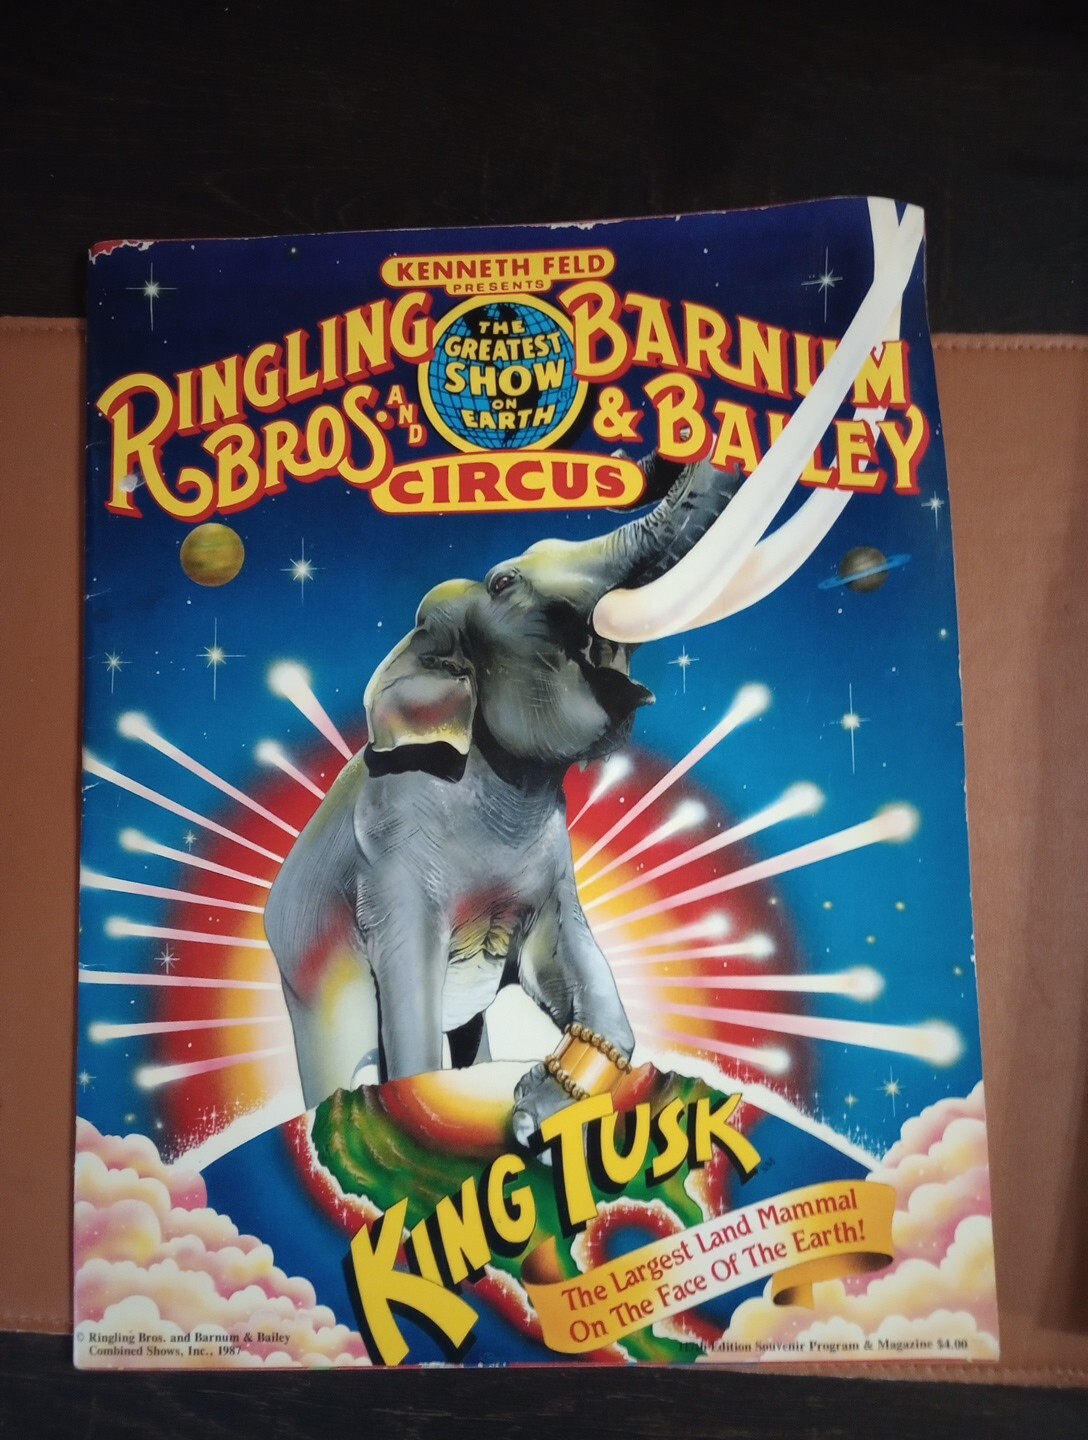 KENNETH FELD
PRESENTS
RINGLING BROS. AND
THE
GREATEST
SHOW
ON
EARTH
BARNUM & BAILEY
CIRCUS
KING TUSK
The Largest Land Mammal
On The Face Of The Earth!
© Ringling Bros. and Barnum & Bailey
Combined Shows, Inc., 1987
117th Edition Souvenir Program & Magazine $4.00